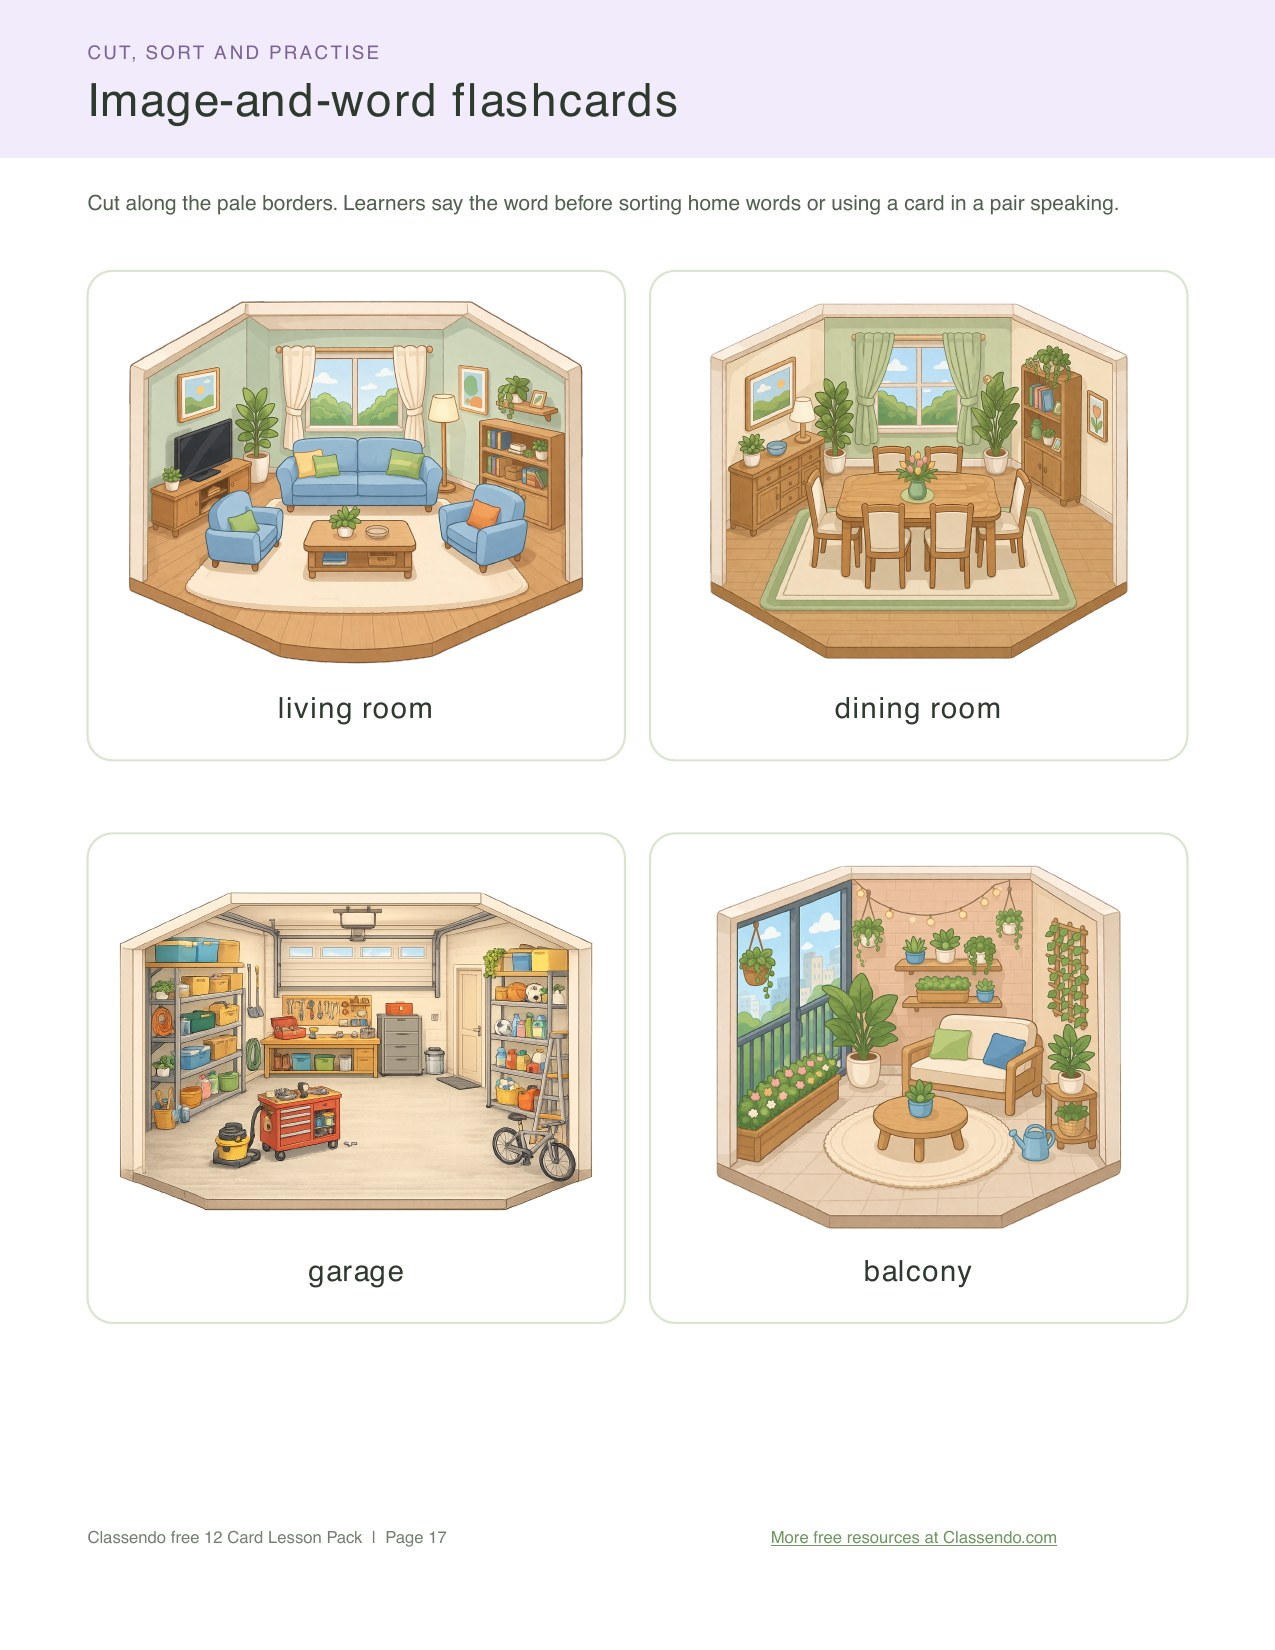 CUT, SORT AND PRACTISE
Image-and-word flashcards
Cut along the pale borders. Learners say the word before sorting home words or using a card in a pair speaking.
living room
dining room
garage
balcony
Classendo free 12 Card Lesson Pack | Page 17
More free resources at Classendo.com